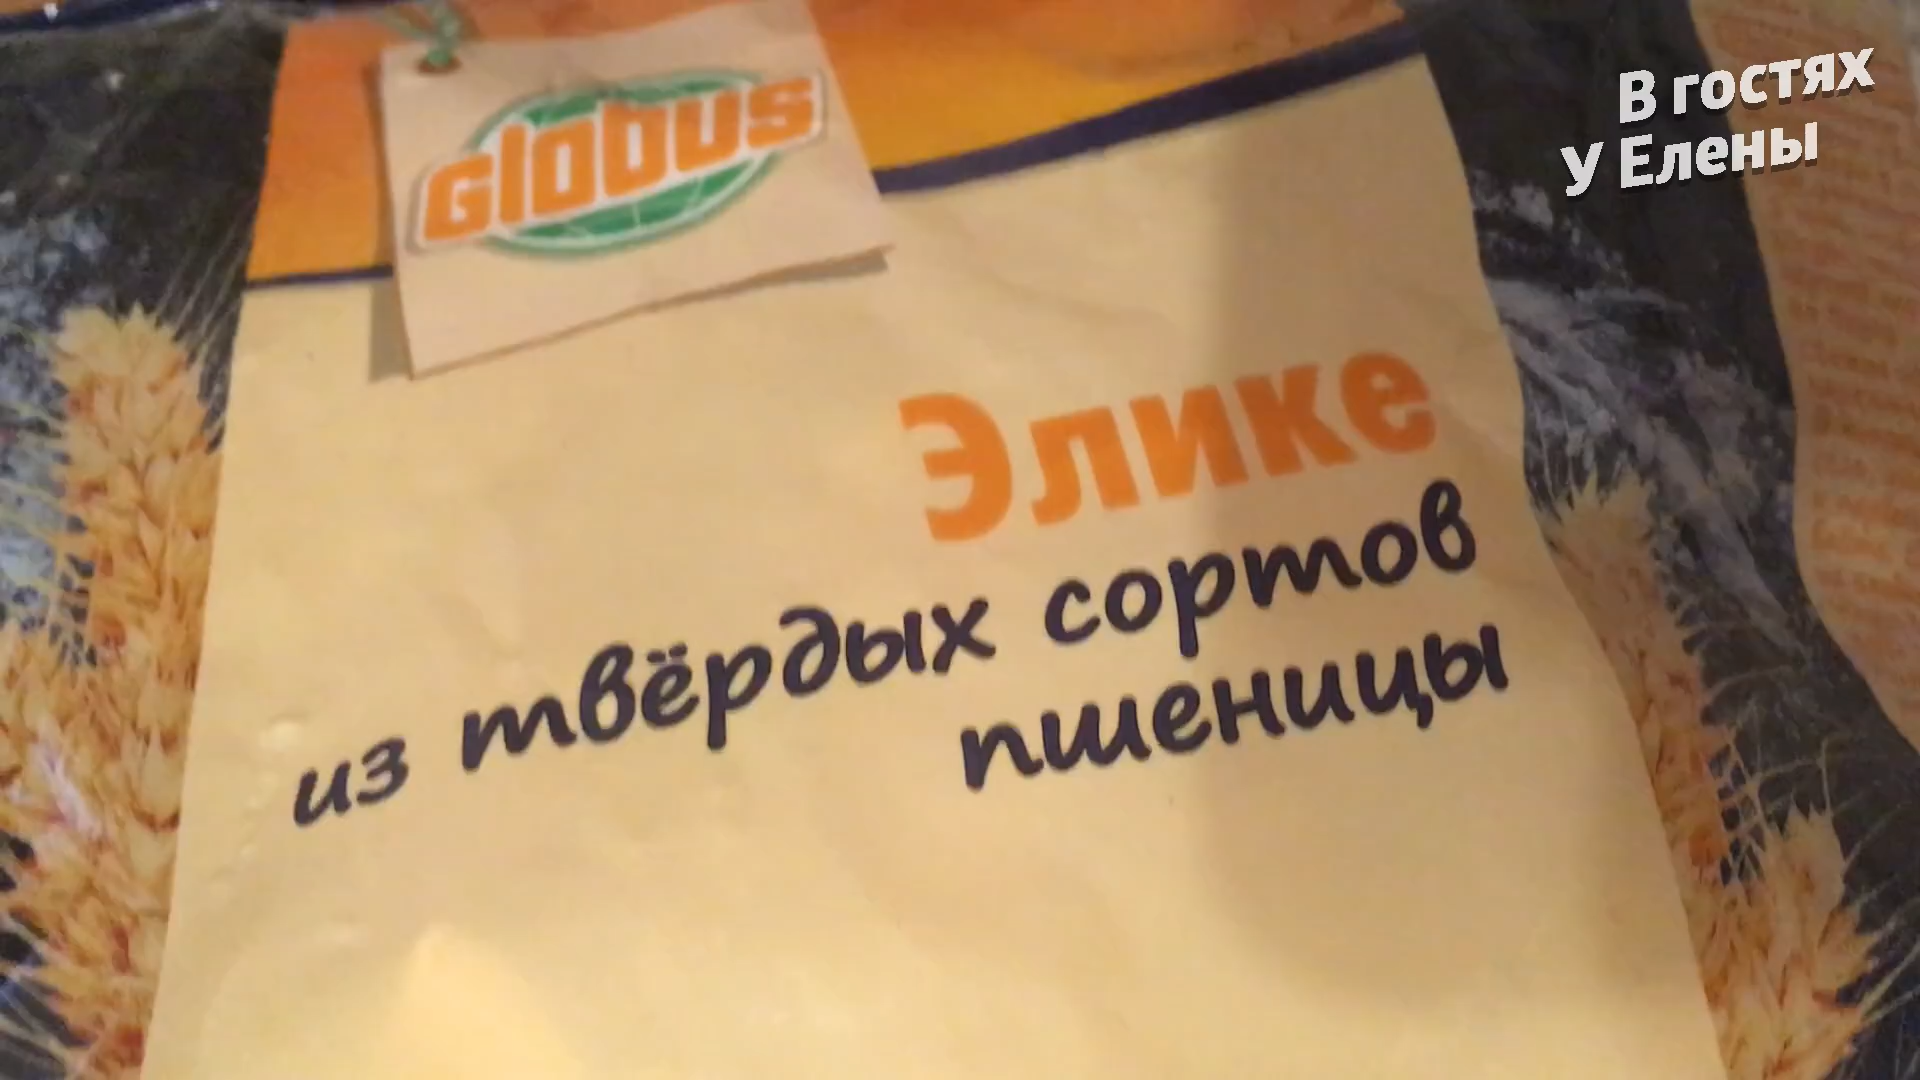 В гостях
у Елены
Globus
Элике
из твёрдых сортов
пшеницы